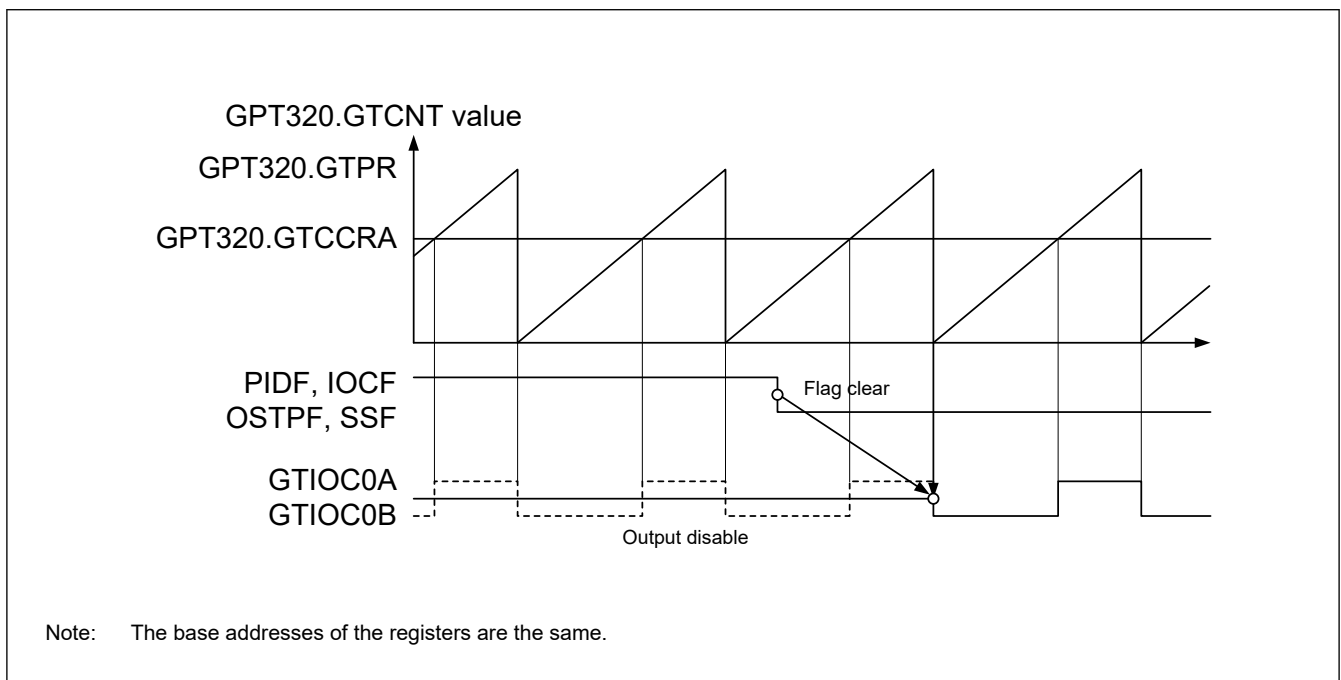 GPT320.GTCNT value
GPT320.GTPR
GPT320.GTCCRA
PIDF, IOCF
Flag clear
OSTPF, SSF
GTIOC0A
GTIOC0B
Output disable
Note: The base addresses of the registers are the same.